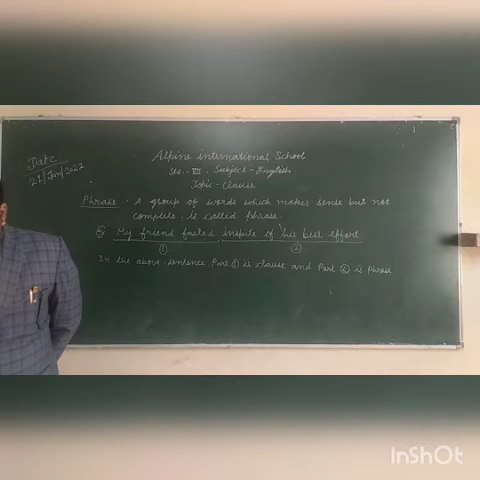 Date
21/Jan/2022
Alpine international School
Std. - VII, Subject - English
Topic - Clause
Phrase : A group of words which makes sense but not
complete. is called phrase.
My friend failed inspite of his best effort.
① ②
In the above sentence Part ① is clause and Part ② is Phrase
InShOt